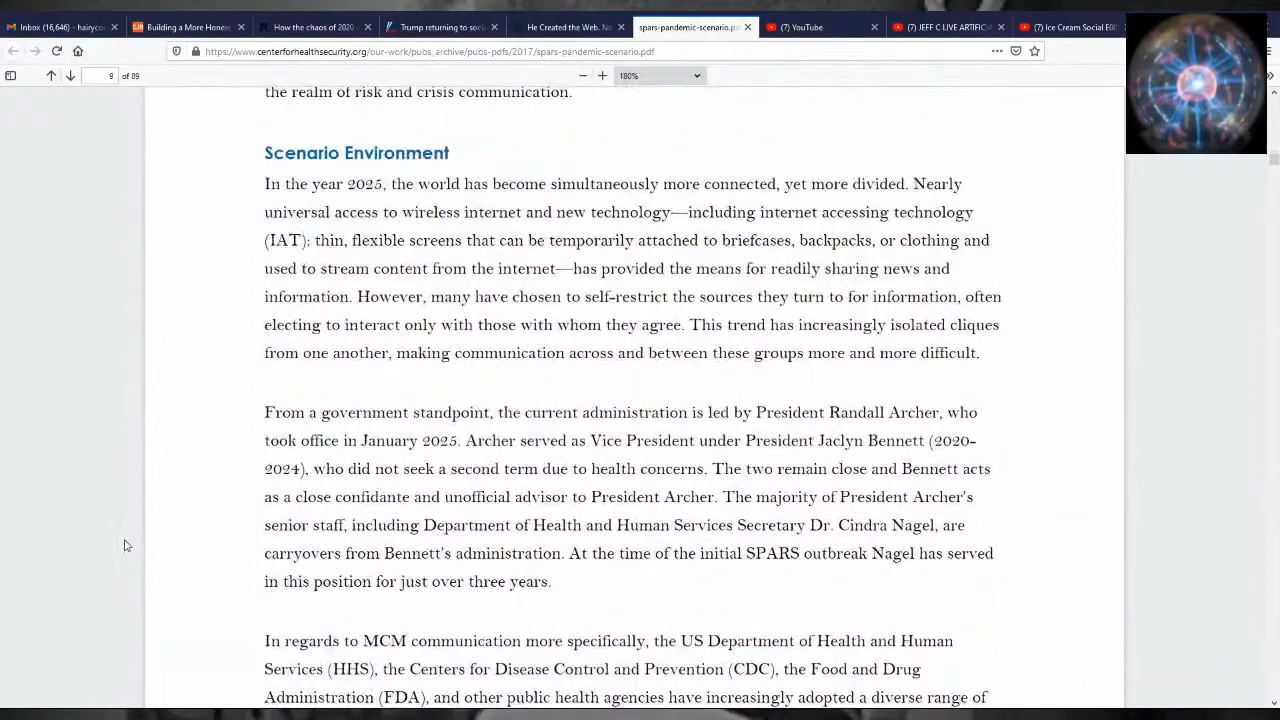 Inbox (16,646) - hairycon
Building a More Hones
How the chaos of 2020
Trump returning to socia
He Created the Web. No
spars-pandemic-scenario.pd
(7) YouTube
(7) JEFF C LIVE ARTIFICIA
(7) Ice Cream Social E00
https://www.centerforhealthsecurity.org/our-work/pubs_archive/pubs-pdfs/2017/spars-pandemic-scenario.pdf
9 of 89
180%
the realm of risk and crisis communication.
Scenario Environment
In the year 2025, the world has become simultaneously more connected, yet more divided. Nearly
universal access to wireless internet and new technology—including internet accessing technology
(IAT): thin, flexible screens that can be temporarily attached to briefcases, backpacks, or clothing and
used to stream content from the internet—has provided the means for readily sharing news and
information. However, many have chosen to self-restrict the sources they turn to for information, often
electing to interact only with those with whom they agree. This trend has increasingly isolated cliques
from one another, making communication across and between these groups more and more difficult.
From a government standpoint, the current administration is led by President Randall Archer, who
took office in January 2025. Archer served as Vice President under President Jaclyn Bennett (2020-
2024), who did not seek a second term due to health concerns. The two remain close and Bennett acts
as a close confidante and unofficial advisor to President Archer. The majority of President Archer's
senior staff, including Department of Health and Human Services Secretary Dr. Cindra Nagel, are
carryovers from Bennett's administration. At the time of the initial SPARS outbreak Nagel has served
in this position for just over three years.
In regards to MCM communication more specifically, the US Department of Health and Human
Services (HHS), the Centers for Disease Control and Prevention (CDC), the Food and Drug
Administration (FDA), and other public health agencies have increasingly adopted a diverse range of